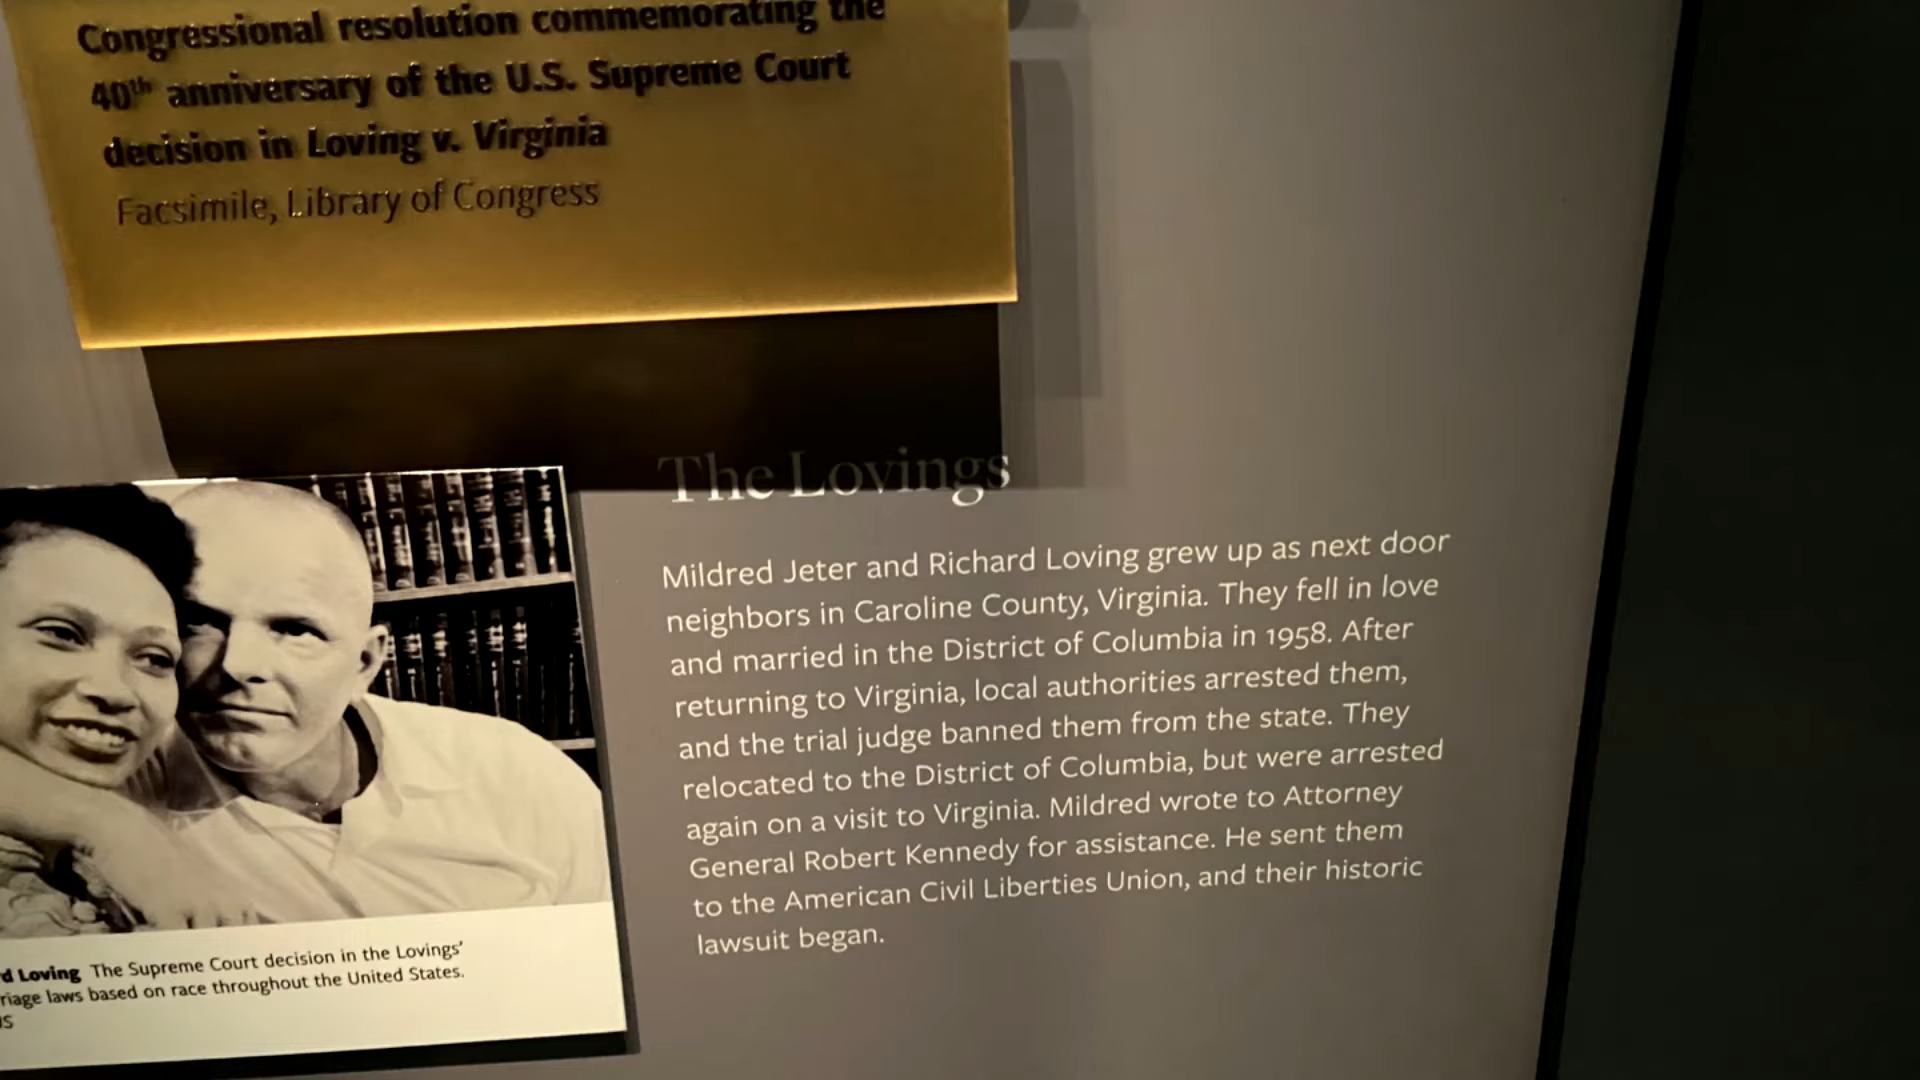 Congressional resolution commemorating the
40th anniversary of the U.S. Supreme Court
decision in Loving v. Virginia
Facsimile, Library of Congress
The Lovings
Mildred Jeter and Richard Loving grew up as next door
neighbors in Caroline County, Virginia. They fell in love
and married in the District of Columbia in 1958. After
returning to Virginia, local authorities arrested them,
and the trial judge banned them from the state. They
relocated to the District of Columbia, but were arrested
again on a visit to Virginia. Mildred wrote to Attorney
General Robert Kennedy for assistance. He sent them
to the American Civil Liberties Union, and their historic
lawsuit began.
d Loving The Supreme Court decision in the Lovings'
riage laws based on race throughout the United States.